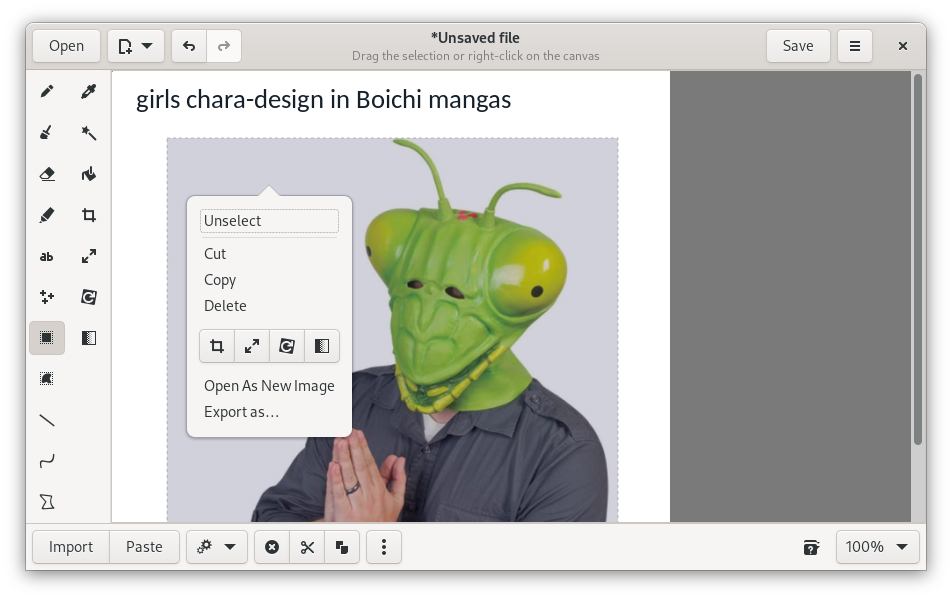 Open
*Unsaved file
Drag the selection or right-click on the canvas
Save
ab
girls chara-design in Boichi mangas
Unselect
Cut
Copy
Delete
Open As New Image
Export as…
Import
Paste
100%